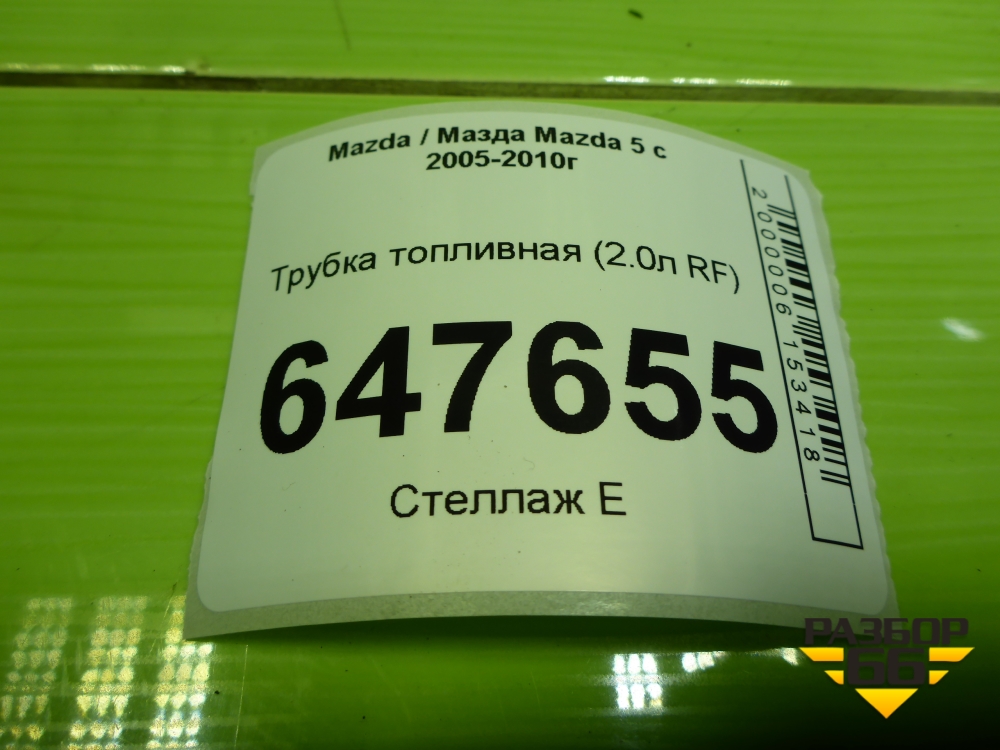 Mazda / Мазда Mazda 5 с
2005-2010г
Трубка топливная (2.0л RF)
647655
Стеллаж Е
2000006153418
РАЗБОР
66